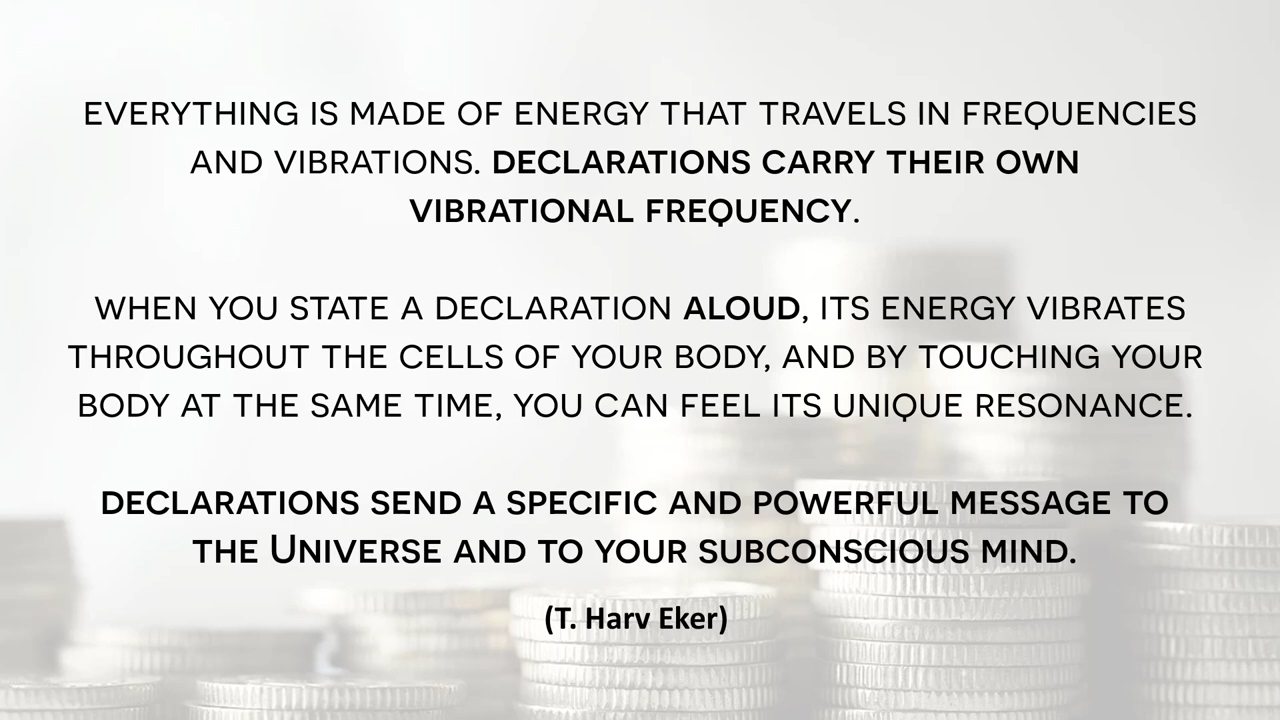 EVERYTHING IS MADE OF ENERGY THAT TRAVELS IN FREQUENCIES
AND VIBRATIONS. DECLARATIONS CARRY THEIR OWN
VIBRATIONAL FREQUENCY.
WHEN YOU STATE A DECLARATION ALOUD, ITS ENERGY VIBRATES
THROUGHOUT THE CELLS OF YOUR BODY, AND BY TOUCHING YOUR
BODY AT THE SAME TIME, YOU CAN FEEL ITS UNIQUE RESONANCE.
DECLARATIONS SEND A SPECIFIC AND POWERFUL MESSAGE TO
THE UNIVERSE AND TO YOUR SUBCONSCIOUS MIND.
(T. Harv Eker)